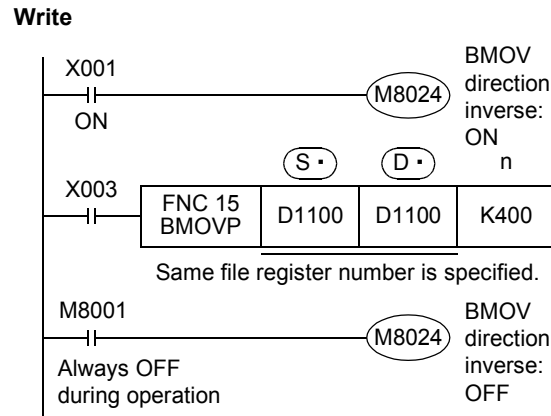 Write
X001
ON
M8024
BMOV
direction
inverse:
ON
S ·
D ·
n
X003
FNC 15
BMOVP
D1100
D1100
K400
Same file register number is specified.
M8001
Always OFF
during operation
M8024
BMOV
direction
inverse:
OFF